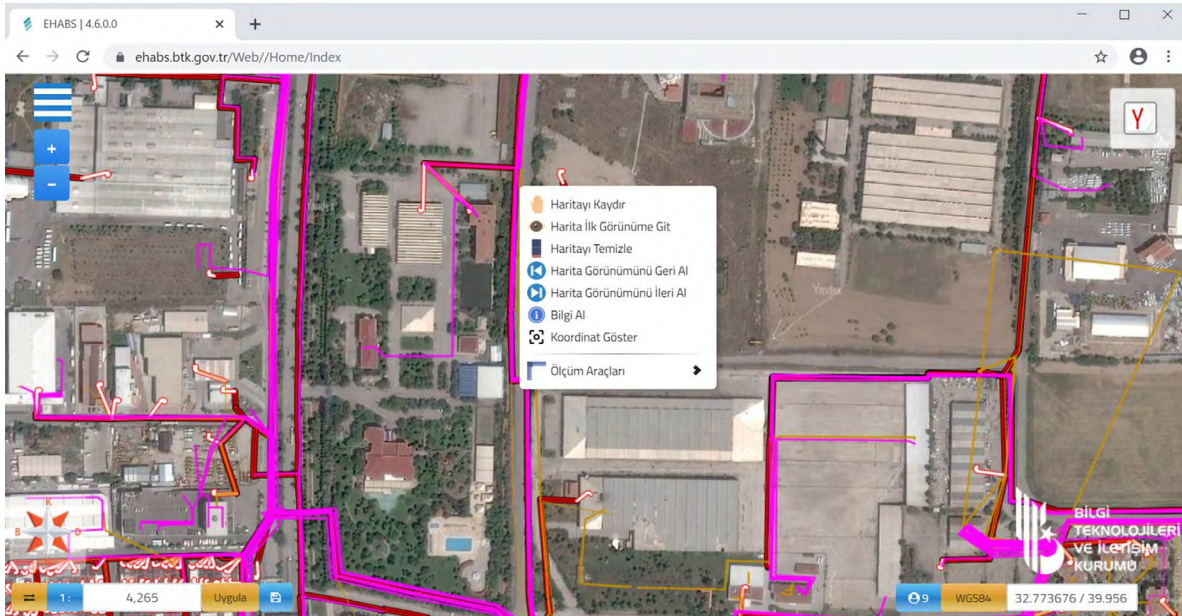 EHABS | 4.6.0.0
ehabs.btk.gov.tr/Web//Home/Index
+
-
Y
Yandex
Haritayı Kaydır
Harita İlk Görünüme Git
Haritayı Temizle
Harita Görünümünü Geri Al
Harita Görünümünü İleri Al
Bilgi Al
Koordinat Göster
Ölçüm Araçları
Yandex
K
B
D
BİLGİ
TEKNOLOJİLERİ
VE İLETİŞİM
KURUMU
1 :
4,265
Uygula
9
WGS84
32.773676 / 39.956